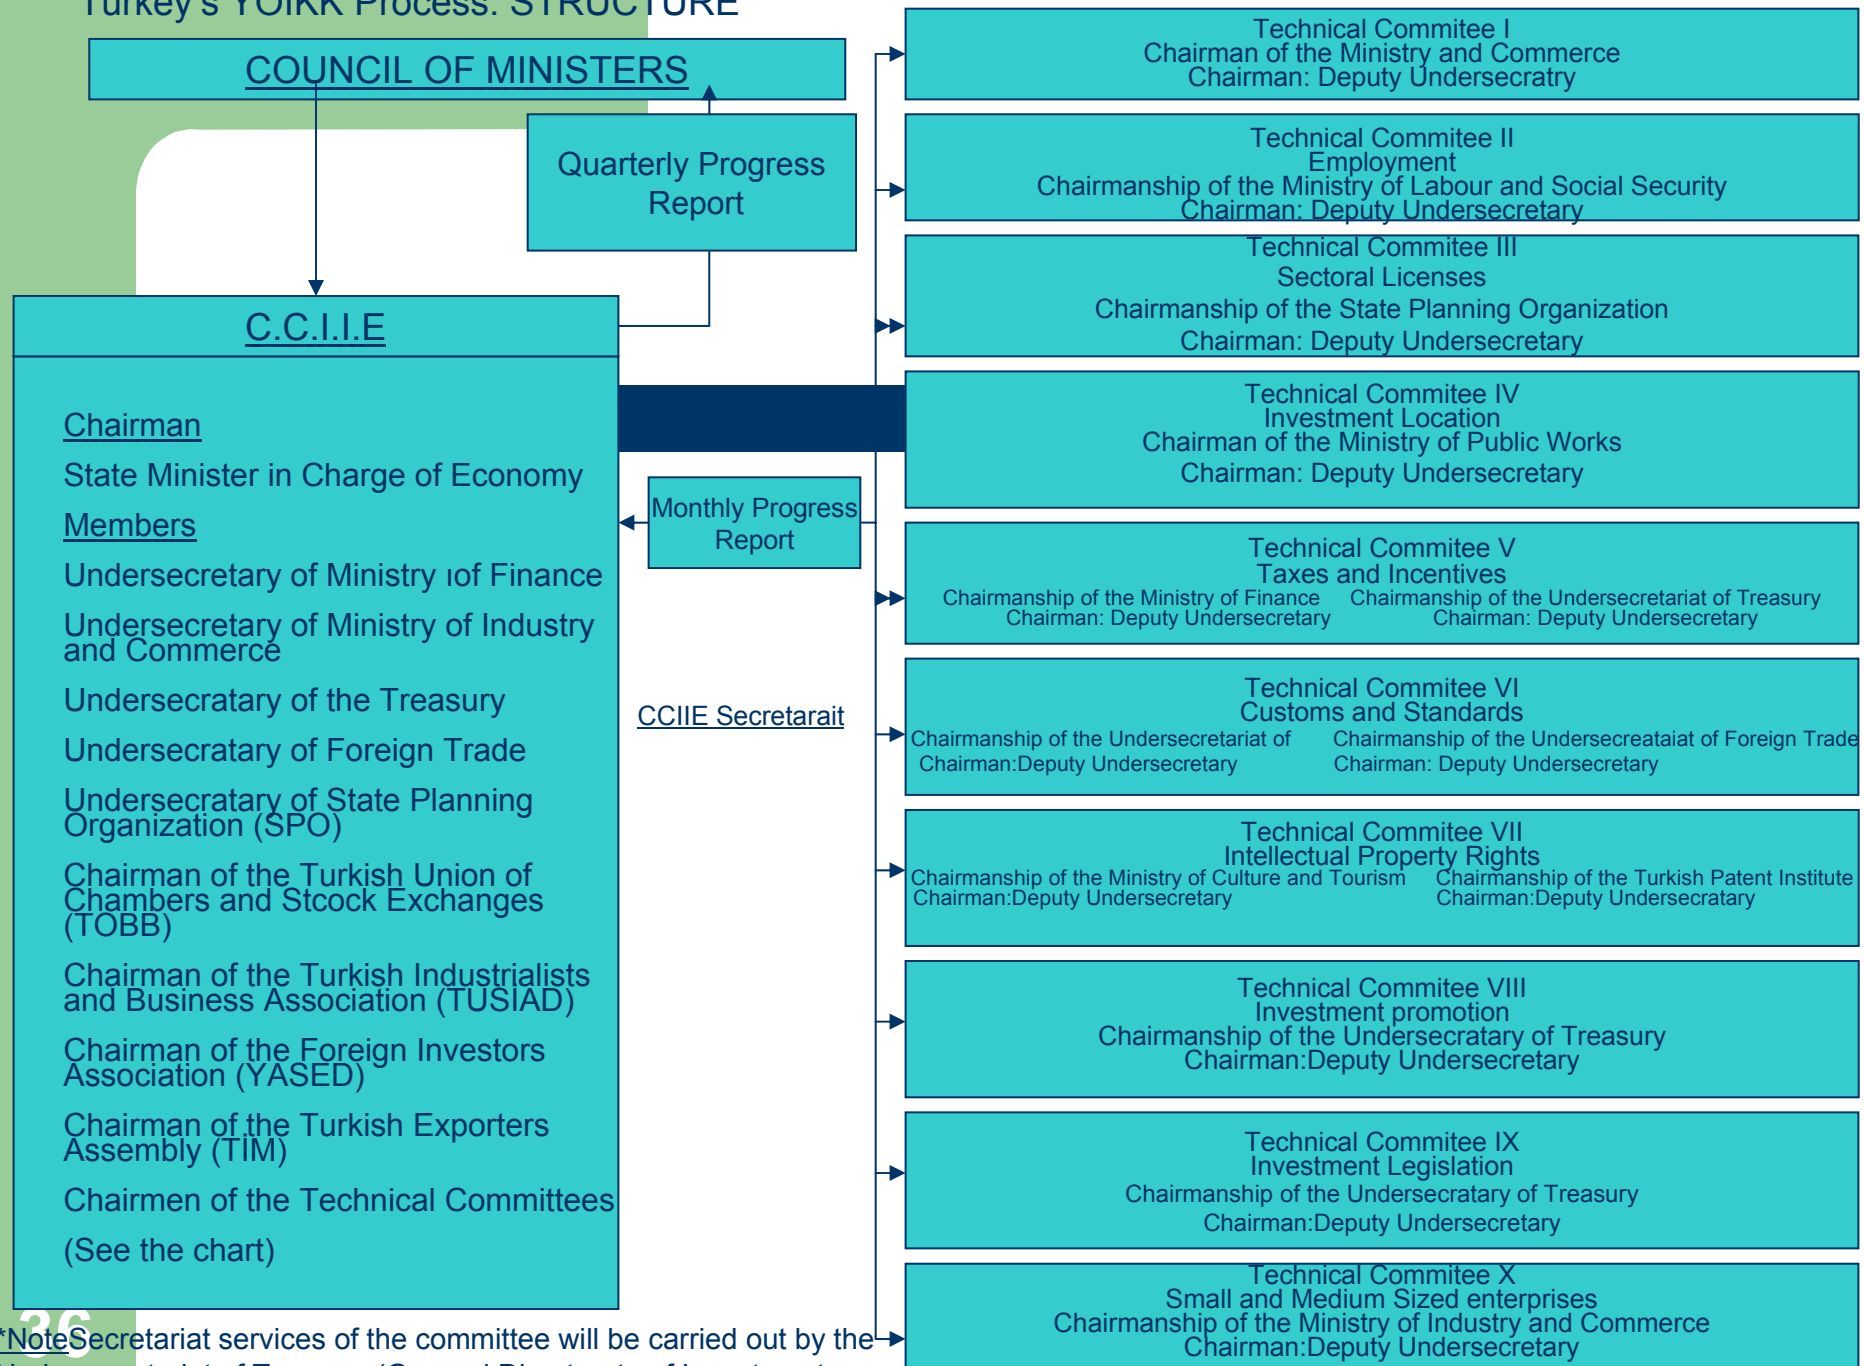 Turkey's YOIKK Process: STRUCTURE
COUNCIL OF MINISTERS
Quarterly Progress
Report
C.C.I.I.E
Chairman
State Minister in Charge of Economy
Members
Undersecretary of Ministry ıof Finance
Undersecretary of Ministry of Industry
and Commerce
Undersecratary of the Treasury
Undersecratary of Foreign Trade
Undersecratary of State Planning
Organization (SPO)
Chairman of the Turkish Union of
Chambers and Stcock Exchanges
(TOBB)
Chairman of the Turkish Industrialists
and Business Association (TUSIAD)
Chairman of the Foreign Investors
Association (YASED)
Chairman of the Turkish Exporters
Assembly (TİM)
Chairmen of the Technical Committees
(See the chart)
Monthly Progress
Report
CCIIE Secretarait
Technical Commitee I
Chairman of the Ministry and Commerce
Chairman: Deputy Undersecratry
Technical Commitee II
Employment
Chairmanship of the Ministry of Labour and Social Security
Chairman: Deputy Undersecretary
Technical Commitee III
Sectoral Licenses
Chairmanship of the State Planning Organization
Chairman: Deputy Undersecretary
Technical Commitee IV
Investment Location
Chairman of the Ministry of Public Works
Chairman: Deputy Undersecretary
Technical Commitee V
Taxes and Incentives
Chairmanship of the Ministry of Finance Chairmanship of the Undersecretariat of Treasury
Chairman: Deputy Undersecretary Chairman: Deputy Undersecretary
Technical Commitee VI
Customs and Standards
Chairmanship of the Undersecretariat of Chairmanship of the Undersecreataiat of Foreign Trade
Chairman:Deputy Undersecretary Chairman: Deputy Undersecretary
Technical Commitee VII
Intellectual Property Rights
Chairmanship of the Ministry of Culture and Tourism Chairmanship of the Turkish Patent Institute
Chairman:Deputy Undersecretary Chairman:Deputy Undersecratary
Technical Commitee VIII
Investment promotion
Chairmanship of the Undersecratary of Treasury
Chairman:Deputy Undersecretary
Technical Commitee IX
Investment Legislation
Chairmanship of the Undersecratary of Treasury
Chairman:Deputy Undersecretary
Technical Commitee X
Small and Medium Sized enterprises
Chairmanship of the Ministry of Industry and Commerce
Chairman:Deputy Undersecretary
36
*NoteSecretariat services of the committee will be carried out by the